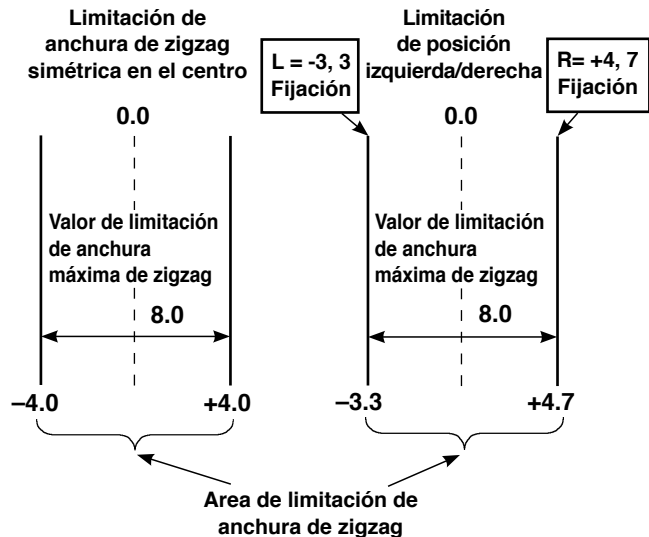 Limitación de
anchura de zigzag
simétrica en el centro
0.0
Valor de limitación
de anchura
máxima de zigzag
8.0
–4.0
+4.0
Limitación
de posición
izquierda/derecha
L = -3, 3
Fijación
R= +4, 7
Fijación
0.0
Valor de limitación
de anchura
máxima de zigzag
8.0
–3.3
+4.7
Area de limitación de
anchura de zigzag